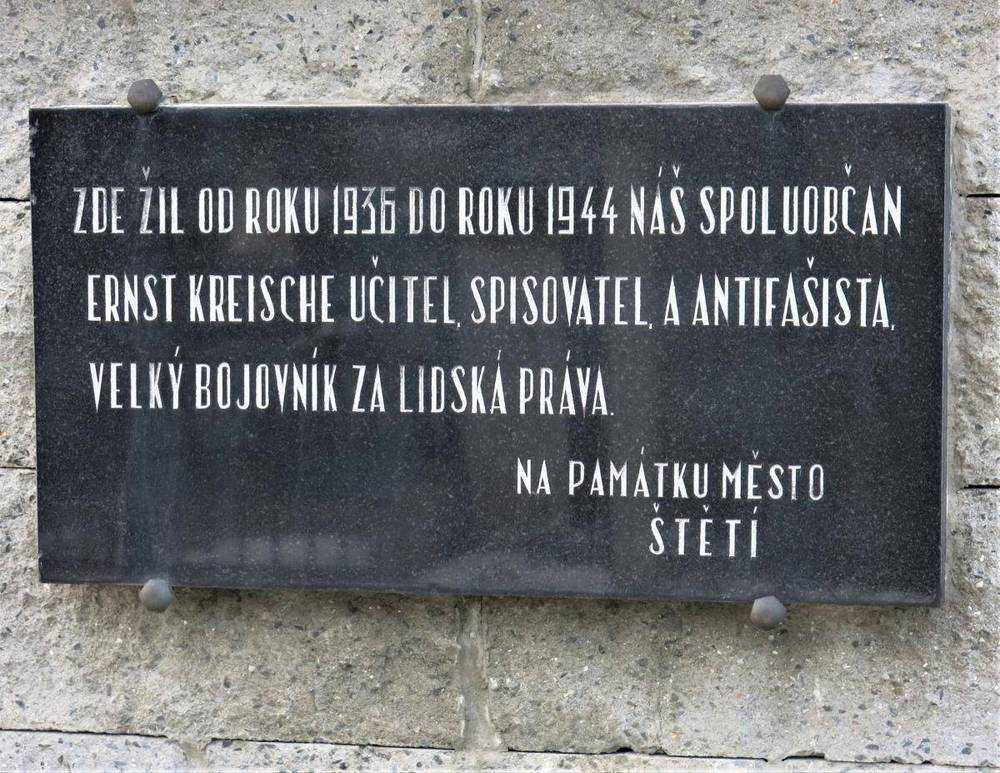 ZDE ŽIL OD ROKU 1936 DO ROKU 1944 NÁŠ SPOLUOBČAN
ERNST KREISCHE UČITEL, SPISOVATEL, A ANTIFAŠISTA,
VELKÝ BOJOVNÍK ZA LIDSKÁ PRÁVA.
NA PAMÁTKU MĚSTO
ŠTĚTÍ